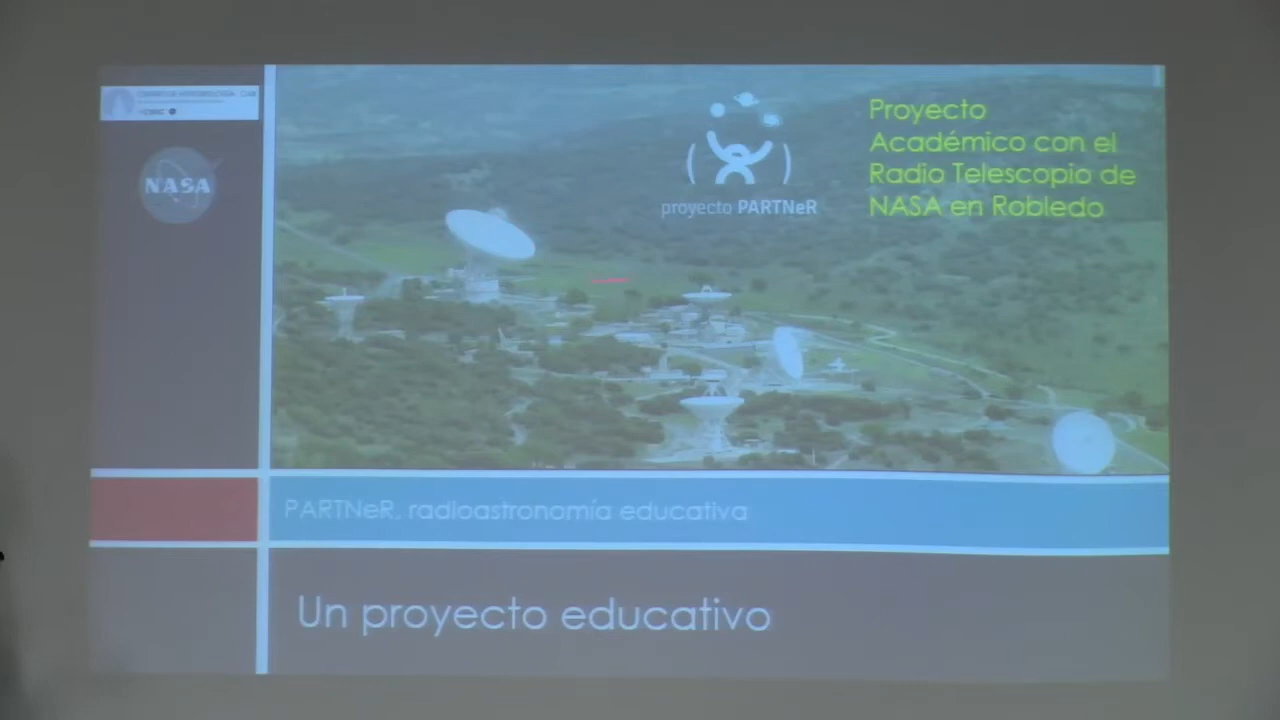 NASA
proyecto PARTNeR
Proyecto
Académico con el
Radio Telescopio de
NASA en Robledo
PARTNeR, radioastronomía educativa
Un proyecto educativo